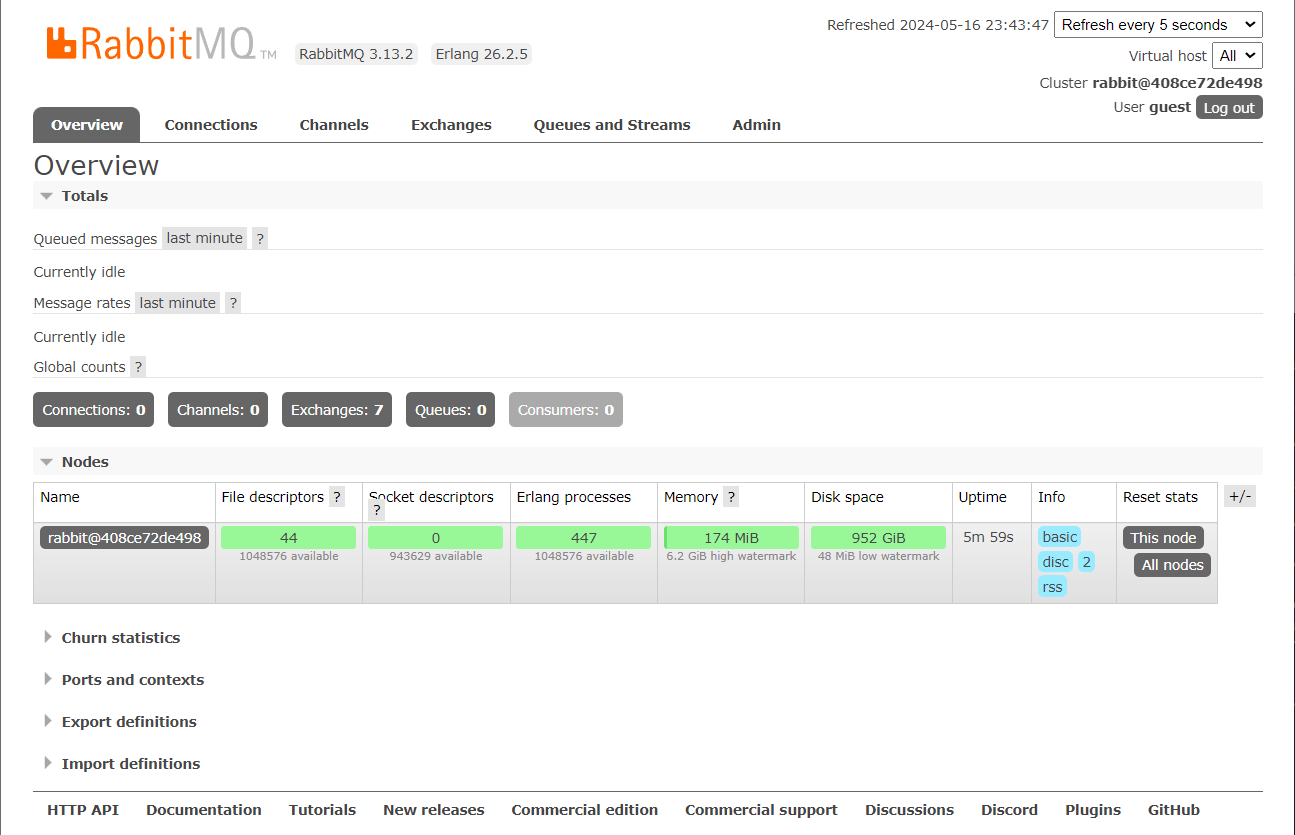 RabbitMQ TM RabbitMQ 3.13.2 Erlang 26.2.5
Refreshed 2024-05-16 23:43:47 Refresh every 5 seconds
Virtual host All
Cluster rabbit@408ce72de498
User guest Log out
Overview Connections Channels Exchanges Queues and Streams Admin
Overview
Totals
Queued messages last minute ?
Currently idle
Message rates last minute ?
Currently idle
Global counts ?
Connections: 0 Channels: 0 Exchanges: 7 Queues: 0 Consumers: 0
Nodes
Name File descriptors ? Socket descriptors ? Erlang processes Memory ? Disk space Uptime Info Reset stats +/-
rabbit@408ce72de498 44 0 447 174 MiB 952 GiB 5m 59s basic This node
1048576 available 943629 available 1048576 available 6.2 GiB high watermark 48 MiB low watermark
disc 2 All nodes
rss
Churn statistics
Ports and contexts
Export definitions
Import definitions
HTTP API Documentation Tutorials New releases Commercial edition Commercial support Discussions Discord Plugins GitHub